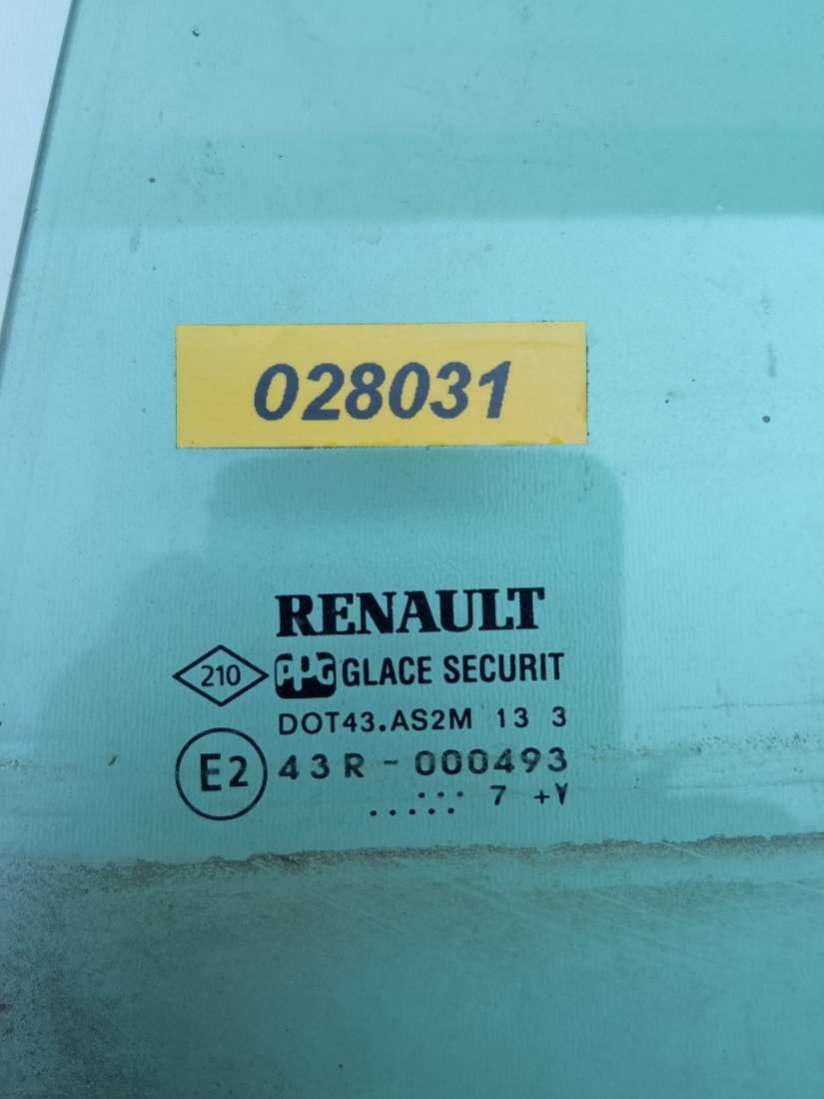 028031
RENAULT
210 PPG GLACE SECURIT
DOT43.AS2M 13 3
E2 43R-000493
... 7 +Y
.....